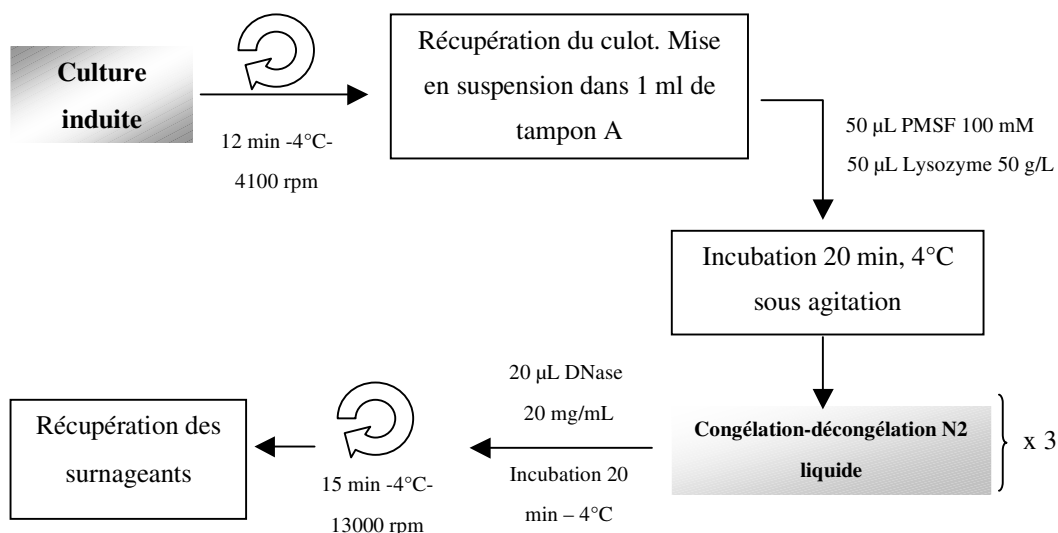 Culture
induite
12 min -4°C-
4100 rpm
Récupération du culot. Mise
en suspension dans 1 ml de
tampon A
50 µL PMSF 100 mM
50 µL Lysozyme 50 g/L
Incubation 20 min, 4°C
sous agitation
Congélation-décongélation N2
liquide
x 3
20 µL DNase
20 mg/mL
Incubation 20
min – 4°C
15 min -4°C-
13000 rpm
Récupération des
surnageants